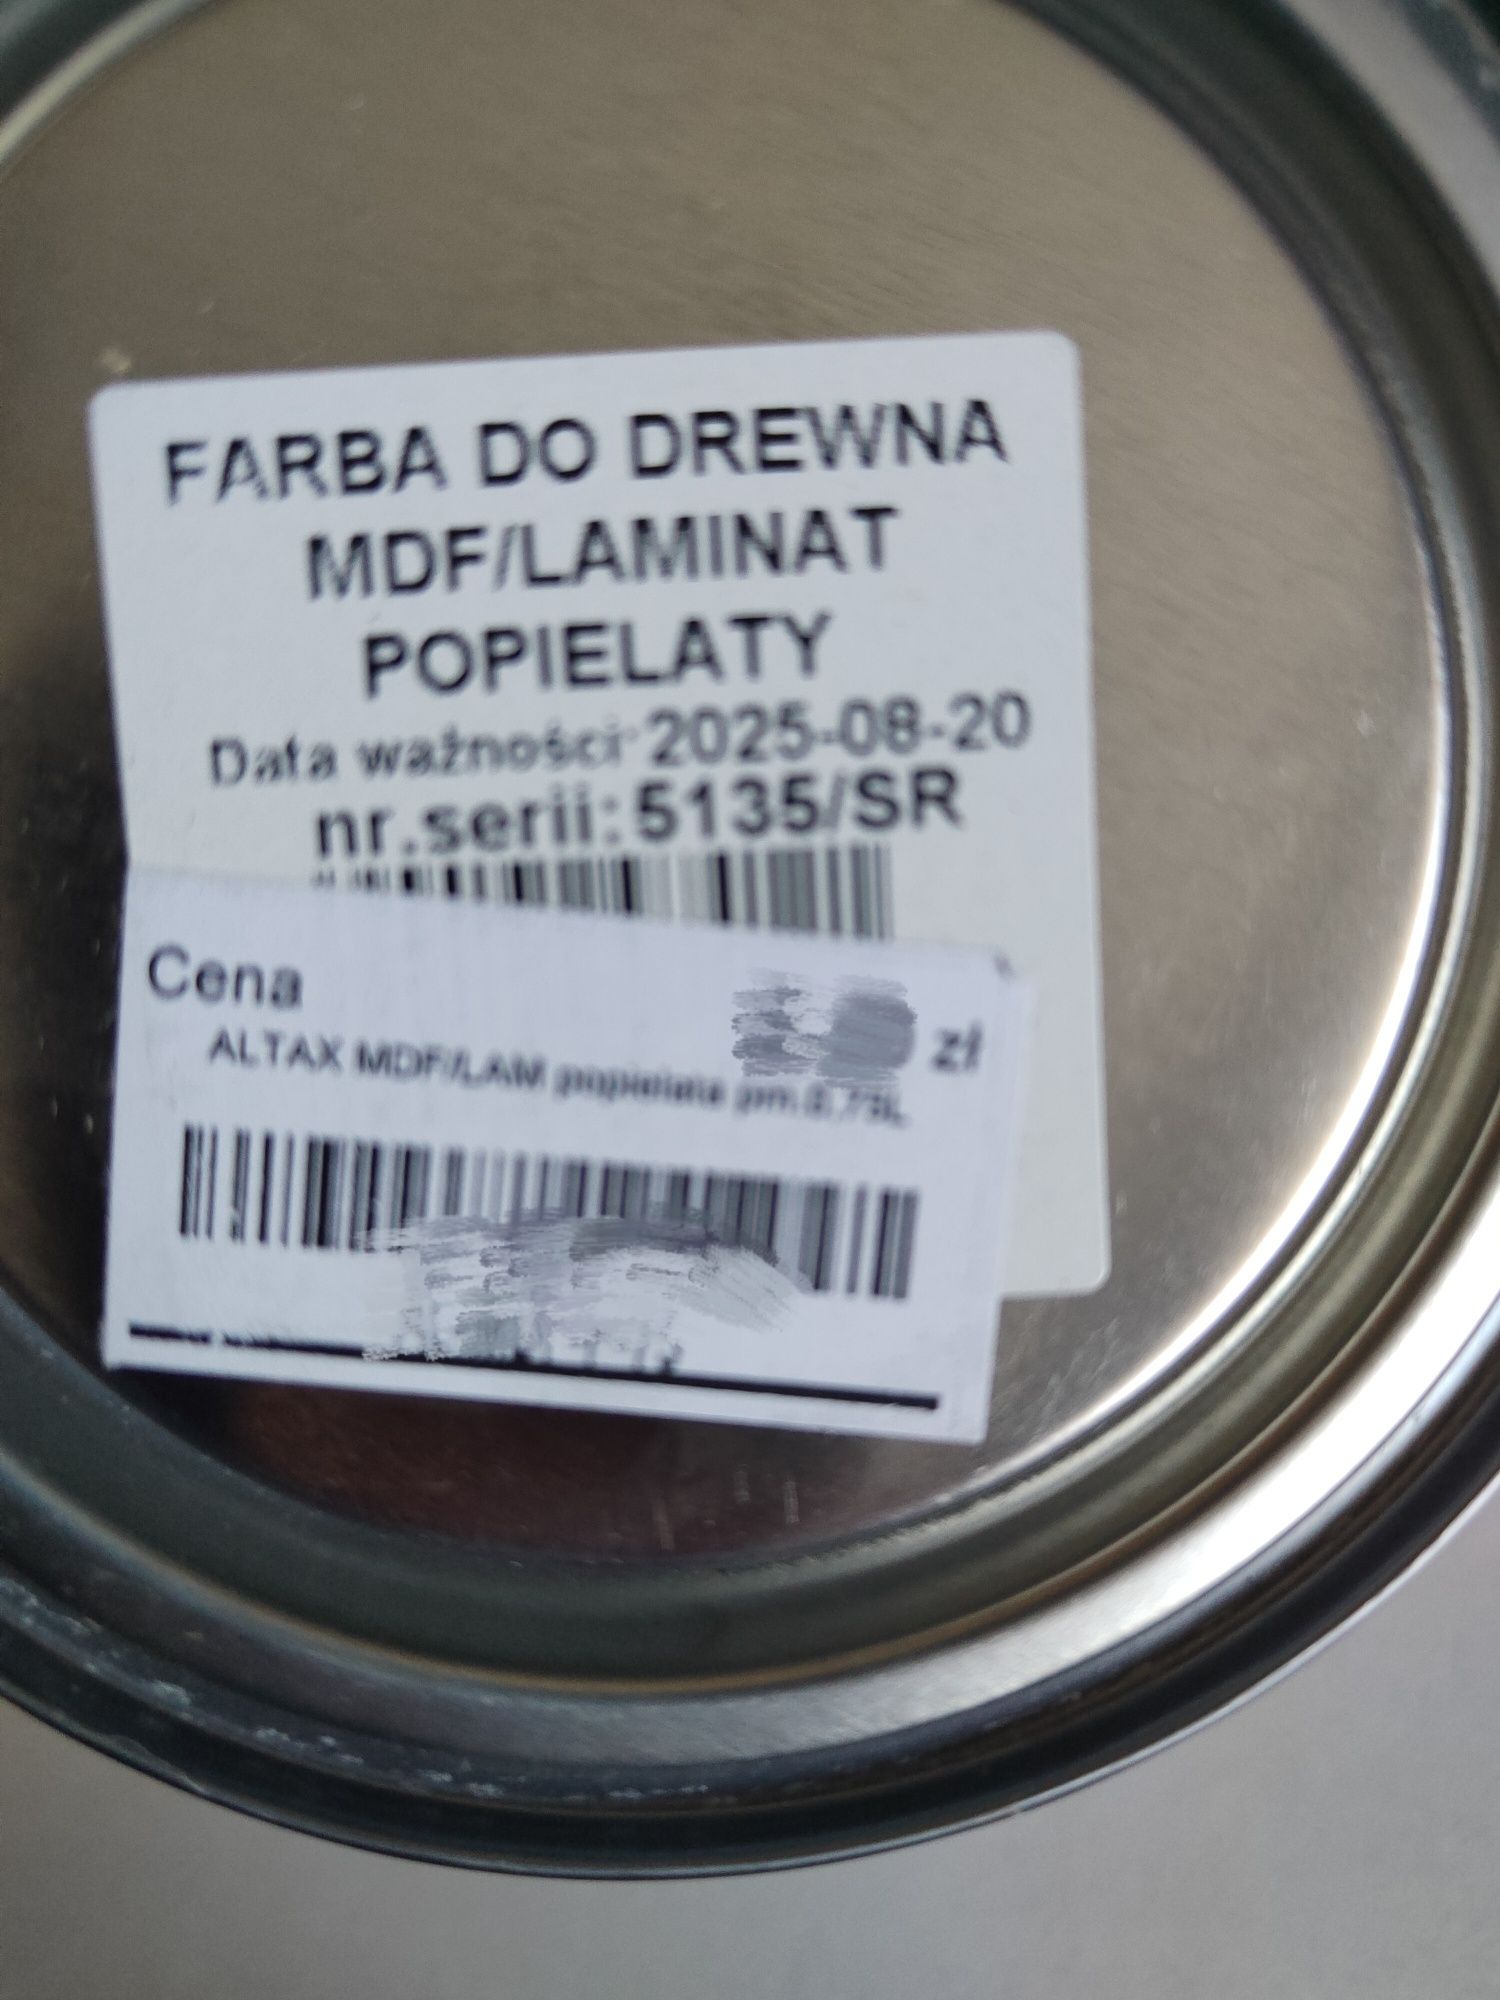 FARBA DO DREWNA
MDF/LAMINAT
POPIELATY
Data ważności 2025-08-20
nr.serii: 5135/SR
Cena
zł
ALTAX MDF/LAM popielata pm.0,75L